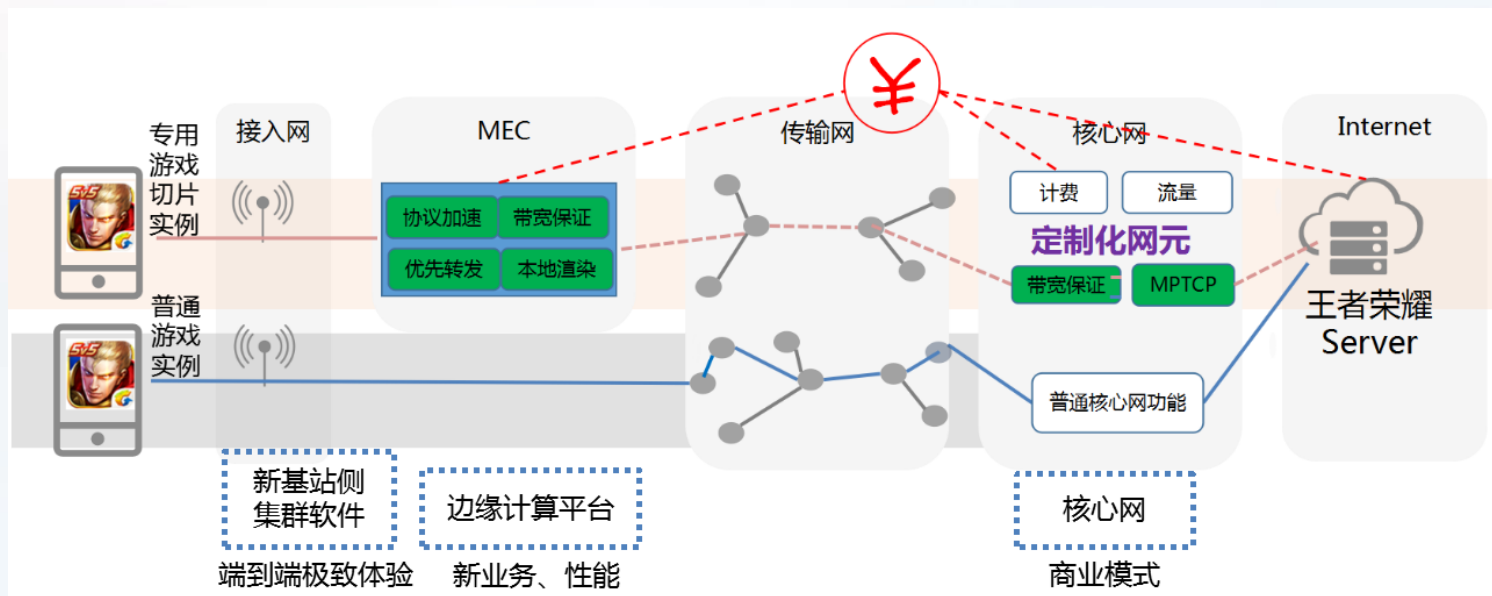 ¥
接入网
MEC
传输网
核心网
Internet
专用
游戏
切片
实例
5v5
协议加速
带宽保证
优先转发
本地渲染
计费
流量
定制化网元
带宽保证
MPTCP
王者荣耀
Server
普通
游戏
实例
5v5
普通核心网功能
新基站侧
集群软件
边缘计算平台
核心网
端到端极致体验
新业务、性能
商业模式